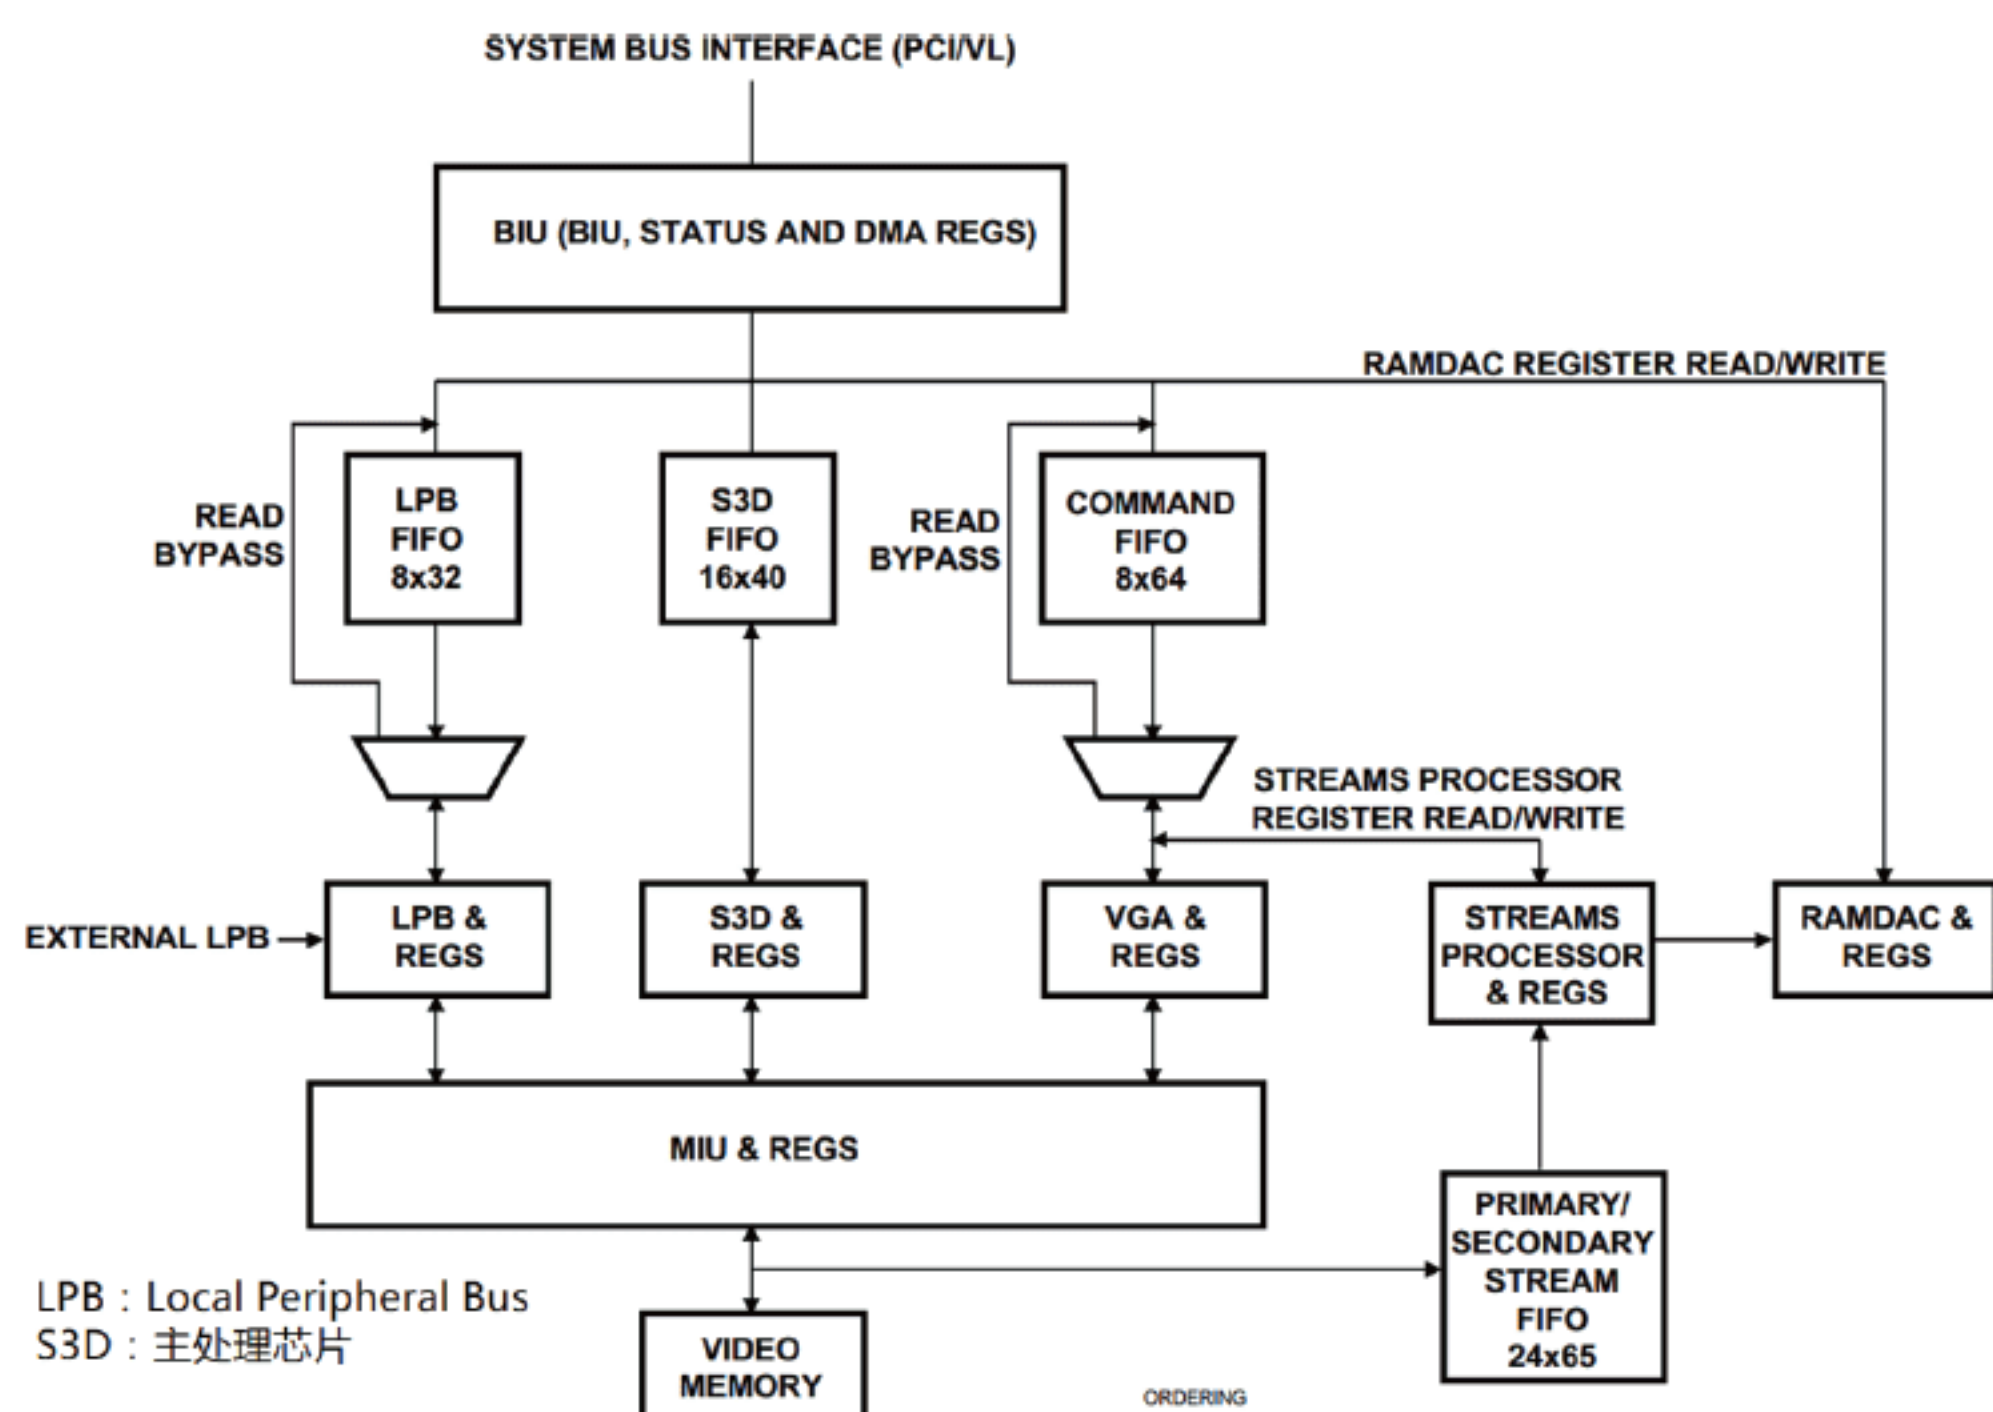 SYSTEM BUS INTERFACE (PCI/VL)
BIU (BIU, STATUS AND DMA REGS)
RAMDAC REGISTER READ/WRITE
READ
BYPASS
LPB
FIFO
8x32
S3D
FIFO
16x40
READ
BYPASS
COMMAND
FIFO
8x64
STREAMS PROCESSOR
REGISTER READ/WRITE
EXTERNAL LPB
LPB &
REGS
S3D &
REGS
VGA &
REGS
STREAMS
PROCESSOR
& REGS
RAMDAC &
REGS
MIU & REGS
PRIMARY/
SECONDARY
STREAM
FIFO
24x65
LPB : Local Peripheral Bus
S3D : 主处理芯片
VIDEO
MEMORY
ORDERING